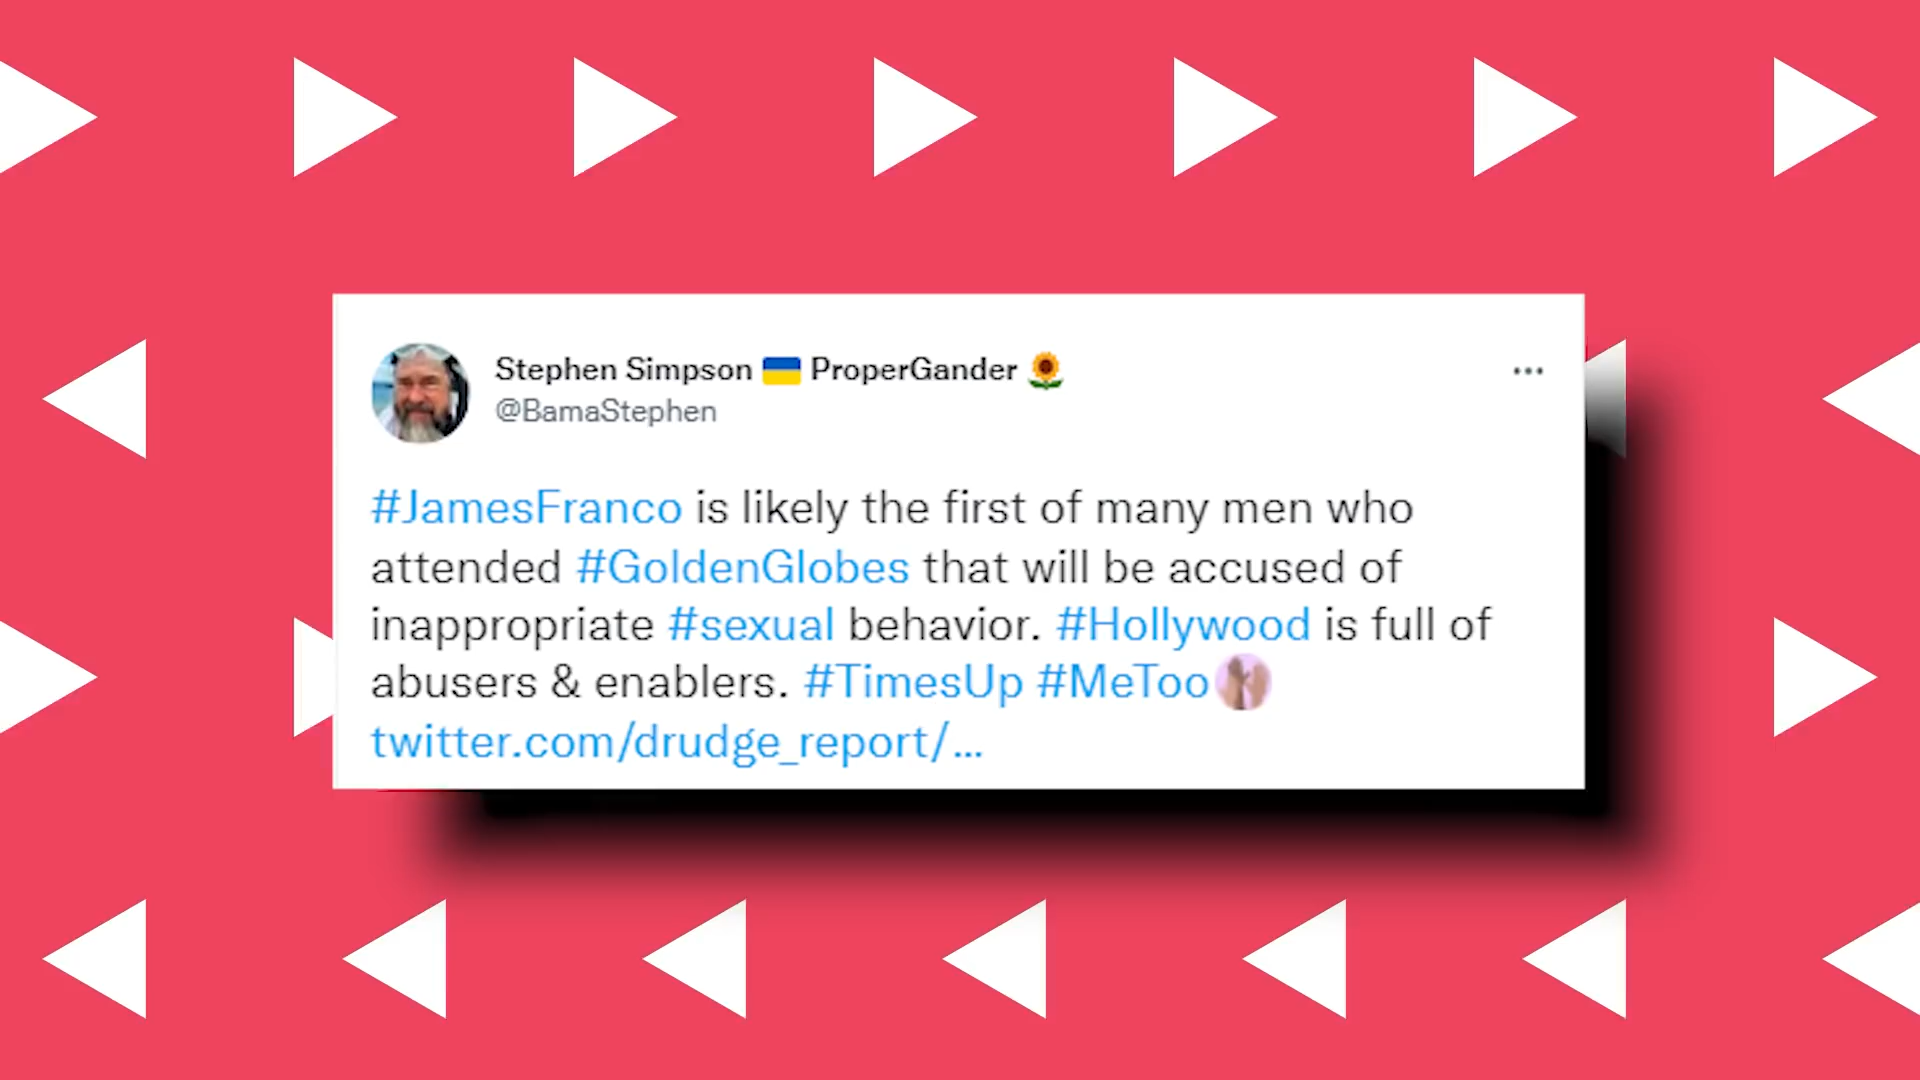 Stephen Simpson 🇺🇦 ProperGander 🌻
@BamaStephen
#JamesFranco is likely the first of many men who
attended #GoldenGlobes that will be accused of
inappropriate #sexual behavior. #Hollywood is full of
abusers & enablers. #TimesUp #MeToo
twitter.com/drudge_report/...